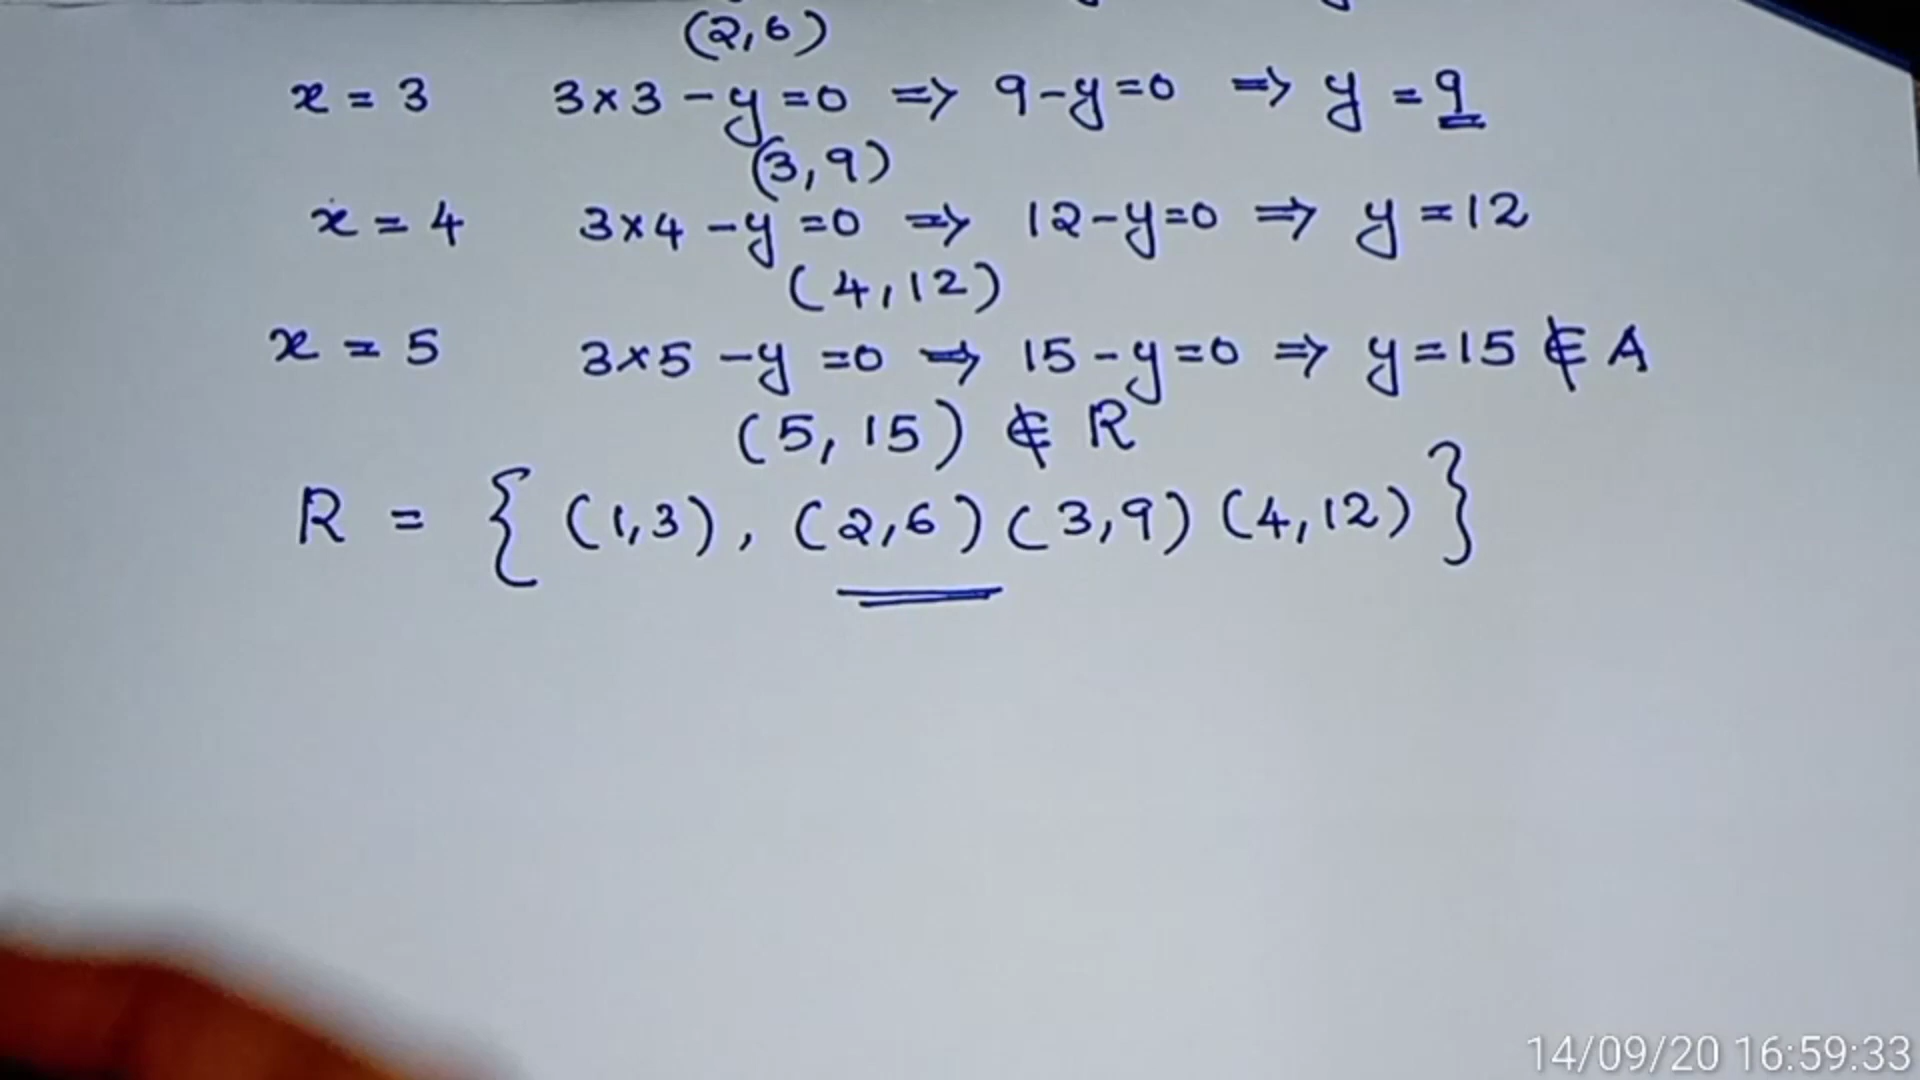 (2,6)
x = 3 3×3 - y = 0 ⇒ 9 - y = 0 ⇒ y = 9
(3,9)
x = 4 3×4 - y = 0 ⇒ 12 - y = 0 ⇒ y = 12
(4,12)
x = 5 3×5 - y = 0 ⇒ 15 - y = 0 ⇒ y = 15 ∉ A
(5,15) ∉ R
R = { (1,3), (2,6) (3,9) (4,12) }
14/09/20 16:59:33